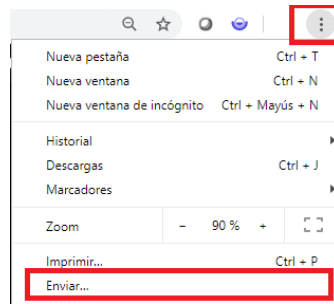 Nueva pestaña Ctrl + T
Nueva ventana Ctrl + N
Nueva ventana de incógnito Ctrl + Mayús + N
Historial
Descargas Ctrl + J
Marcadores
Zoom - 90 % +
Imprimir... Ctrl + P
Enviar...